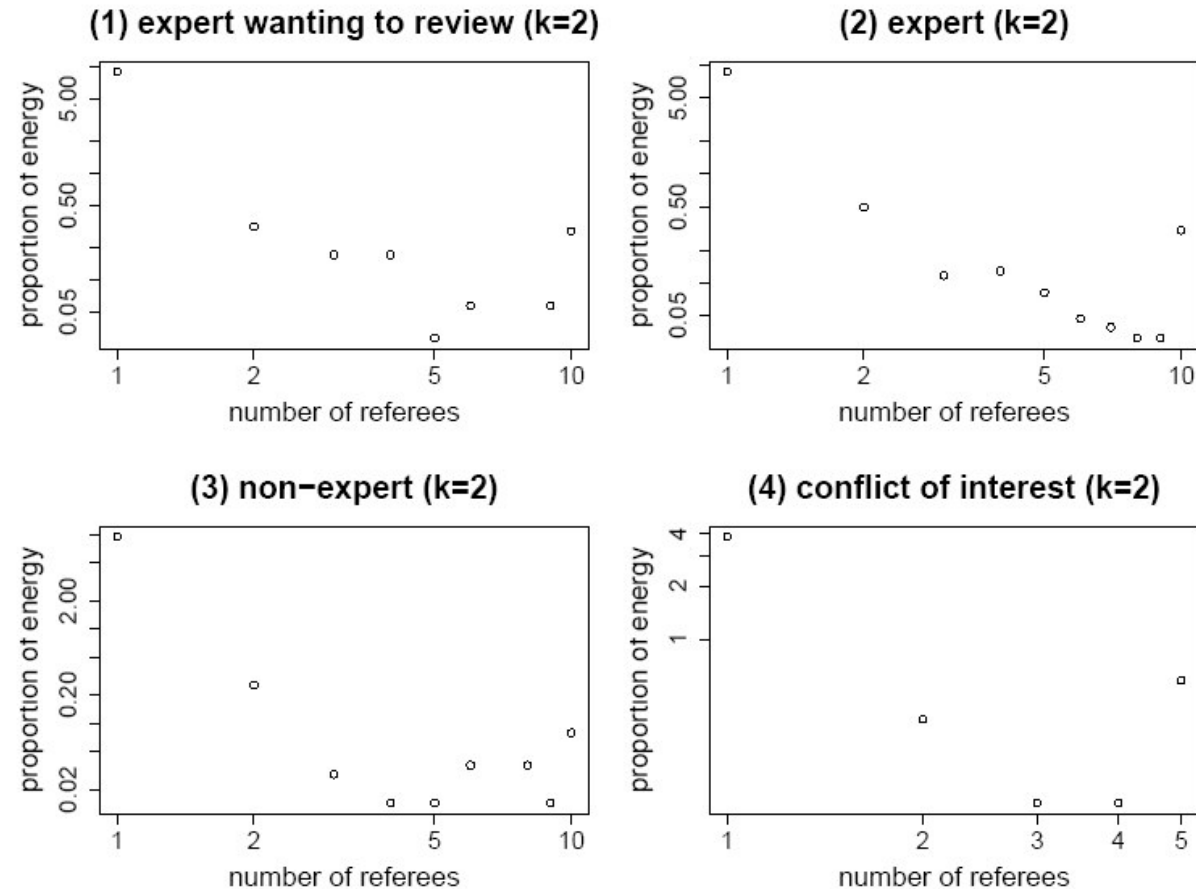 (1) expert wanting to review (k=2)
proportion of energy
5.00
0.50
0.05
1 2 5 10
number of referees
(2) expert (k=2)
proportion of energy
5.00
0.50
0.05
1 2 5 10
number of referees
(3) non−expert (k=2)
proportion of energy
2.00
0.20
0.02
1 2 5 10
number of referees
(4) conflict of interest (k=2)
proportion of energy
4
2
1
1 2 3 4 5
number of referees